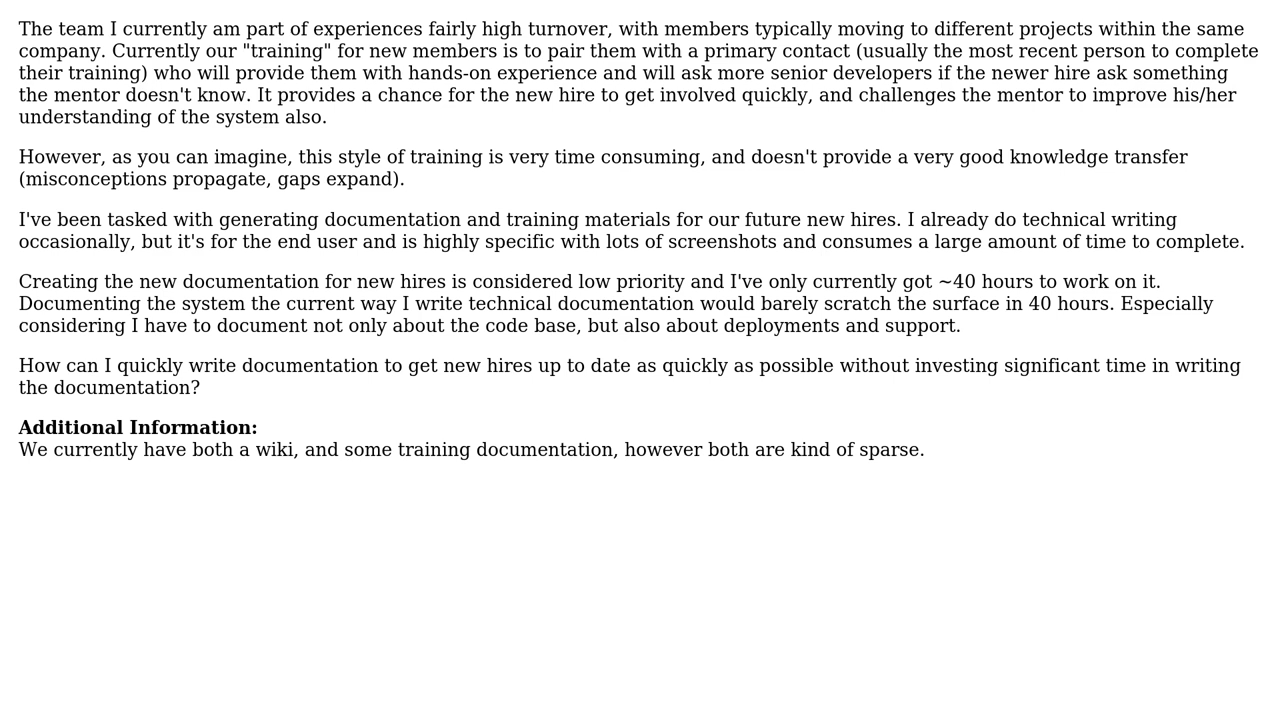 The team I currently am part of experiences fairly high turnover, with members typically moving to different projects within the same
company. Currently our "training" for new members is to pair them with a primary contact (usually the most recent person to complete
their training) who will provide them with hands-on experience and will ask more senior developers if the newer hire ask something
the mentor doesn't know. It provides a chance for the new hire to get involved quickly, and challenges the mentor to improve his/her
understanding of the system also.
However, as you can imagine, this style of training is very time consuming, and doesn't provide a very good knowledge transfer
(misconceptions propagate, gaps expand).
I've been tasked with generating documentation and training materials for our future new hires. I already do technical writing
occasionally, but it's for the end user and is highly specific with lots of screenshots and consumes a large amount of time to complete.
Creating the new documentation for new hires is considered low priority and I've only currently got ~40 hours to work on it.
Documenting the system the current way I write technical documentation would barely scratch the surface in 40 hours. Especially
considering I have to document not only about the code base, but also about deployments and support.
How can I quickly write documentation to get new hires up to date as quickly as possible without investing significant time in writing
the documentation?
Additional Information:
We currently have both a wiki, and some training documentation, however both are kind of sparse.